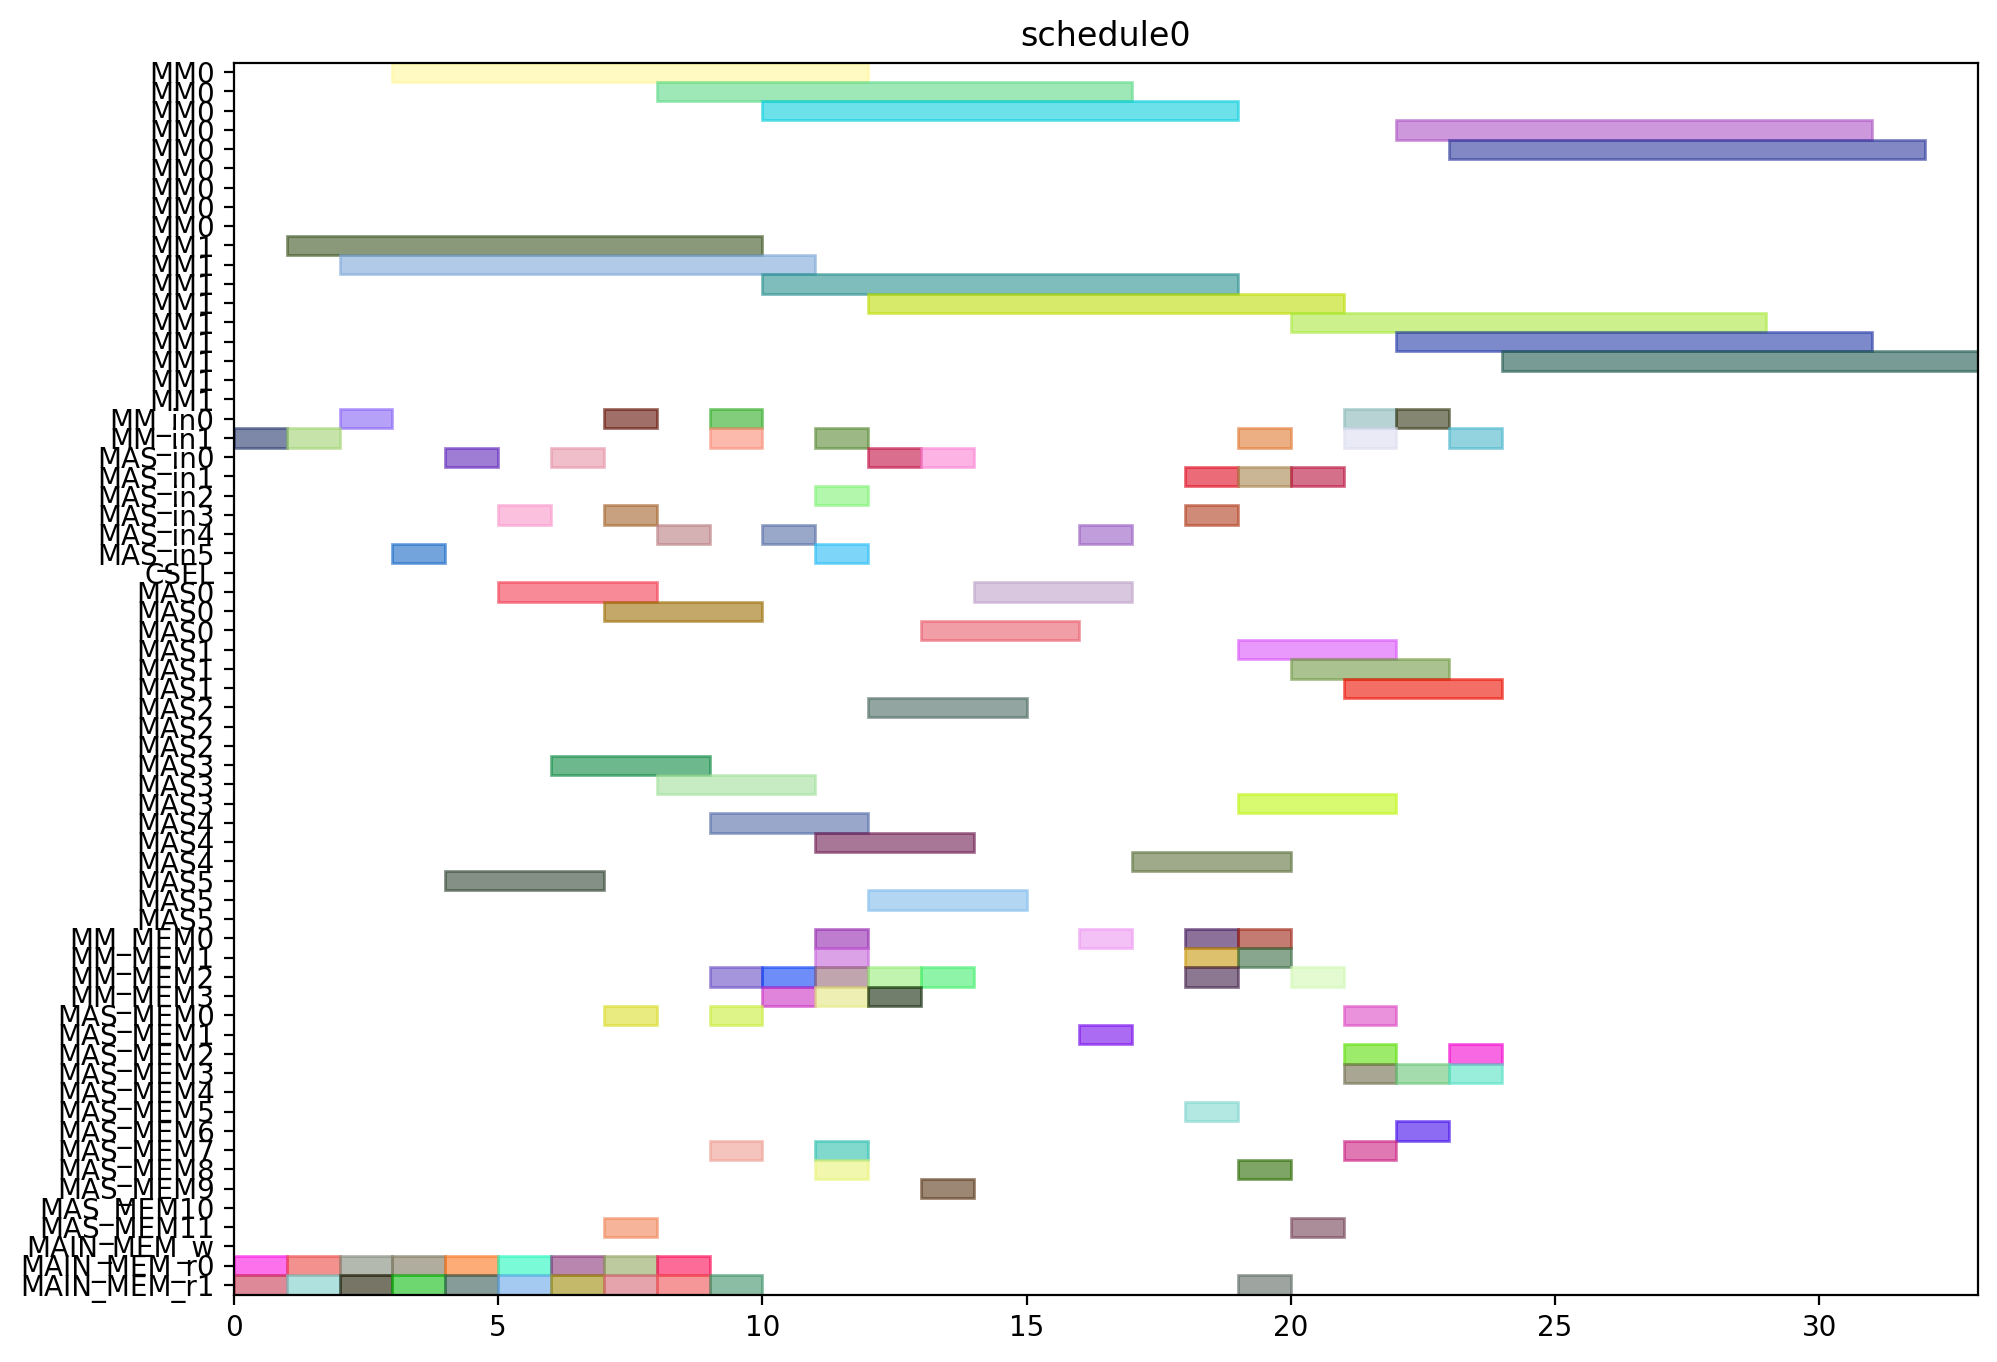 schedule0
MM0
MM0
MM0
MM0
MM0
MM0
MM0
MM0
MM0
MM1
MM1
MM1
MM1
MM1
MM1
MM1
MM1
MM1
MM_in0
MM_in1
MAS_in0
MAS_in1
MAS_in2
MAS_in3
MAS_in4
MAS_in5
CSEL
MAS0
MAS0
MAS0
MAS1
MAS1
MAS1
MAS2
MAS2
MAS2
MAS3
MAS3
MAS3
MAS4
MAS4
MAS4
MAS5
MAS5
MAS5
MM_MEM0
MM_MEM1
MM_MEM2
MM_MEM3
MAS_MEM0
MAS_MEM1
MAS_MEM2
MAS_MEM3
MAS_MEM4
MAS_MEM5
MAS_MEM6
MAS_MEM7
MAS_MEM8
MAS_MEM9
MAS_MEM10
MAS_MEM11
MAIN_MEM_w
MAIN_MEM_r0
MAIN_MEM_r1
0 5 10 15 20 25 30